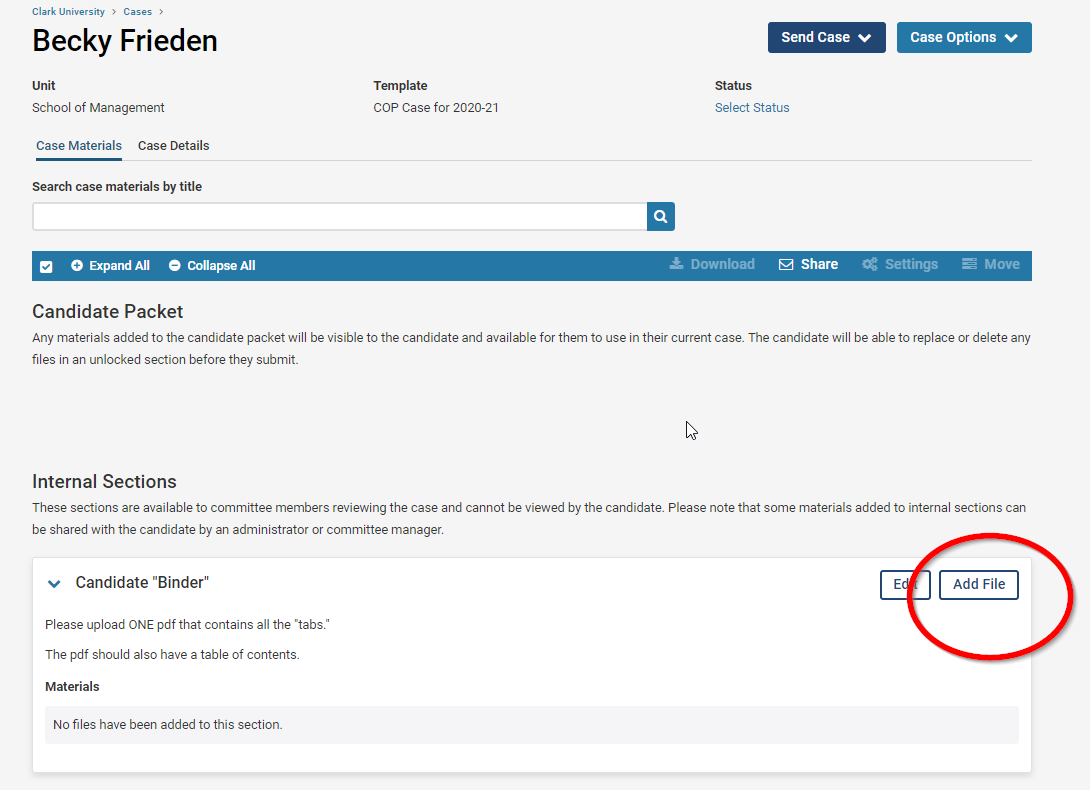 Clark University > Cases >
Becky Frieden
Send Case
Case Options
Unit
Template
Status
School of Management
COP Case for 2020-21
Select Status
Case Materials
Case Details
Search case materials by title
Expand All
Collapse All
Download
Share
Settings
Move
Candidate Packet
Any materials added to the candidate packet will be visible to the candidate and available for them to use in their current case. The candidate will be able to replace or delete any
files in an unlocked section before they submit.
Internal Sections
These sections are available to committee members reviewing the case and cannot be viewed by the candidate. Please note that some materials added to internal sections can
be shared with the candidate by an administrator or committee manager.
Candidate "Binder"
Edit
Add File
Please upload ONE pdf that contains all the "tabs."
The pdf should also have a table of contents.
Materials
No files have been added to this section.